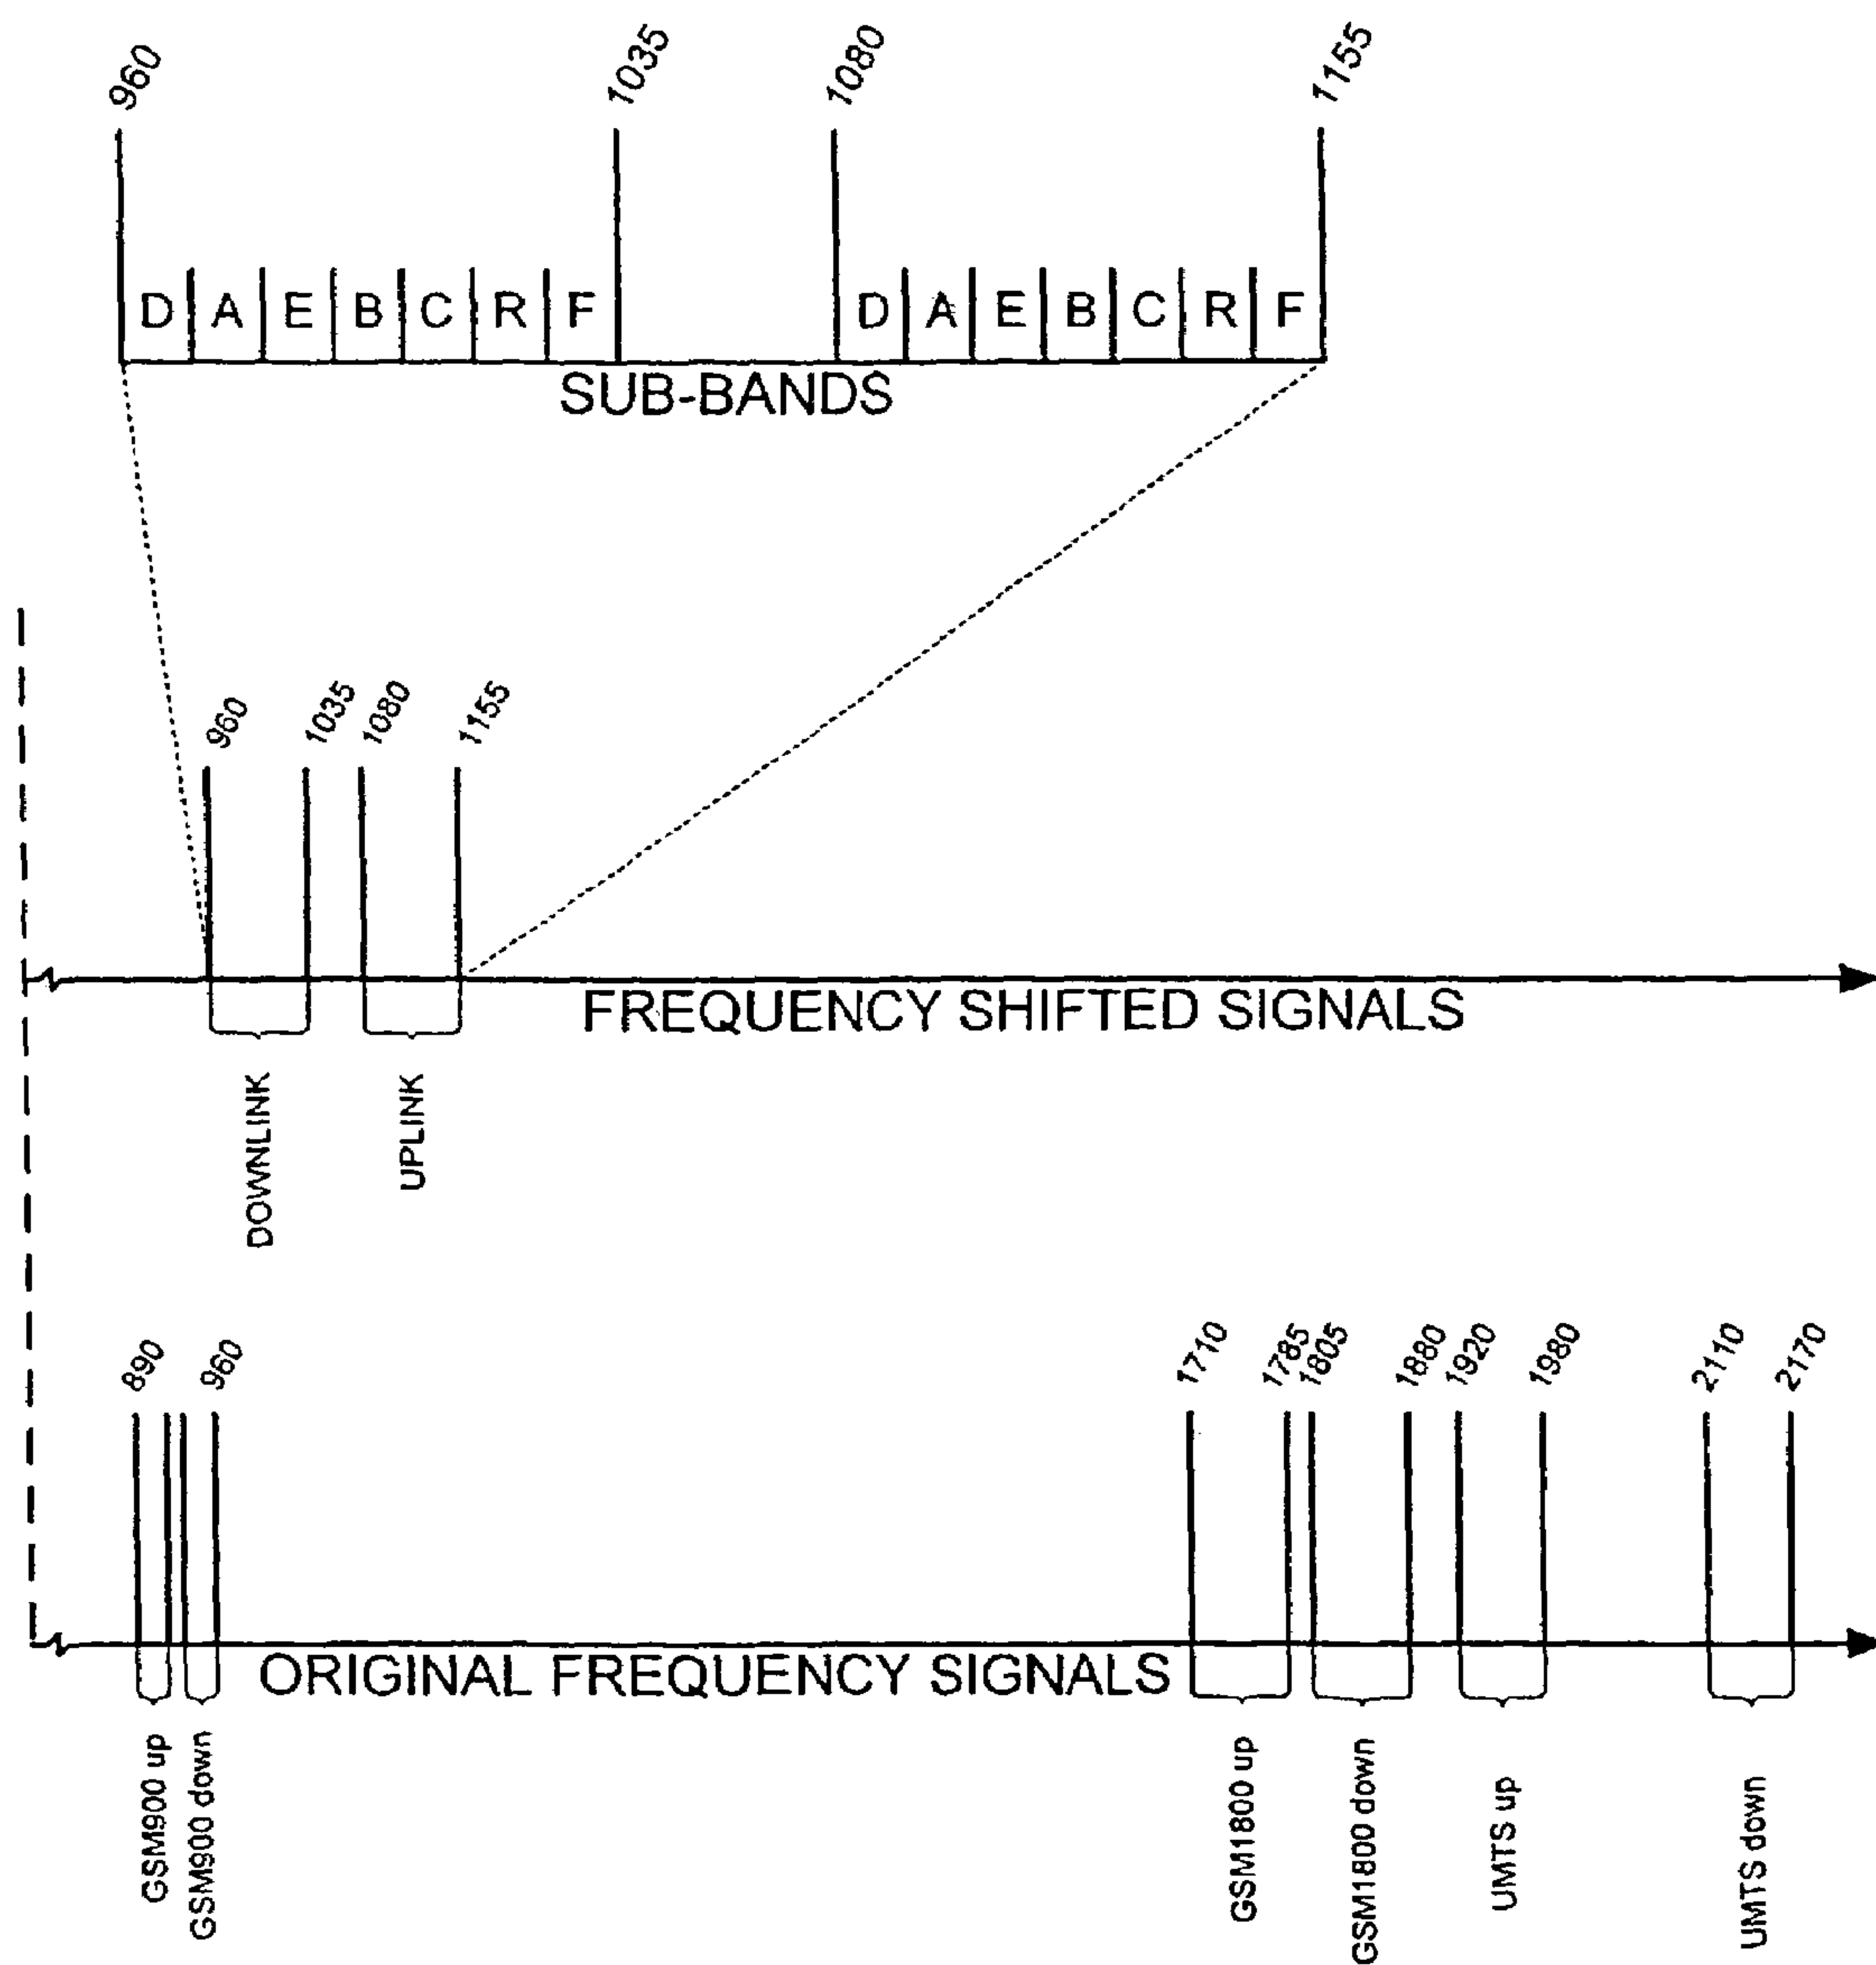 960 1035 1080 1155
D A E B C R F D A E B C R F
SUB-BANDS
960 1035 1080 1155
FREQUENCY SHIFTED SIGNALS
DOWNLINK
UPLINK
890 960 1710 1785 1805 1880 1920 1980 2110 2170
ORIGINAL FREQUENCY SIGNALS
GSM900 up
GSM900 down
GSM1800 up
GSM1800 down
UMTS up
UMTS down